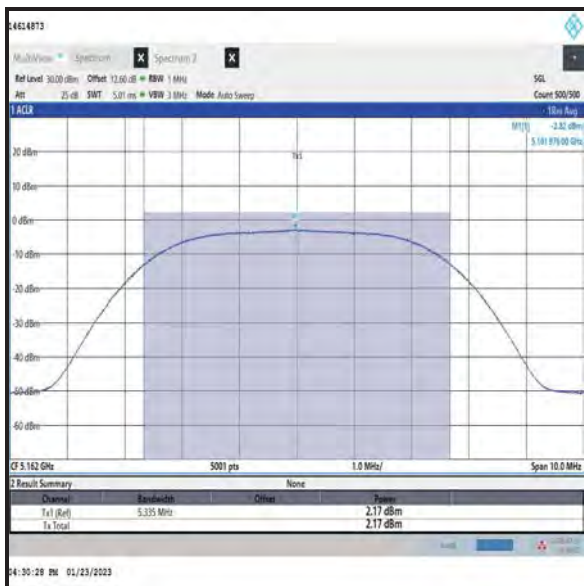 14614873
MultiView Spectrum X Spectrum 2 X
Ref Level 30.00 dBm Offset 12.60 dB RBW 1 MHz SGL
Att 25 dB SWT 5.01 ms VBW 3 MHz Mode Auto Sweep Count 500/500
1 ACLR
M1[1] -2.82 dBm
GHz
Tx1
20 dBm
10 dBm
0 dBm
-10 dBm
-20 dBm
-30 dBm
-40 dBm
-50 dBm
-60 dBm
CF 5.162 GHz 5001 pts 1.0 MHz/ Span 10.0 MHz
2 Result Summary None
Channel Bandwidth Offset Power
Tx1 (Ref) 5.335 MHz 2.17 dBm
Tx Total 2.17 dBm
04:30:28 PM 01/23/2023